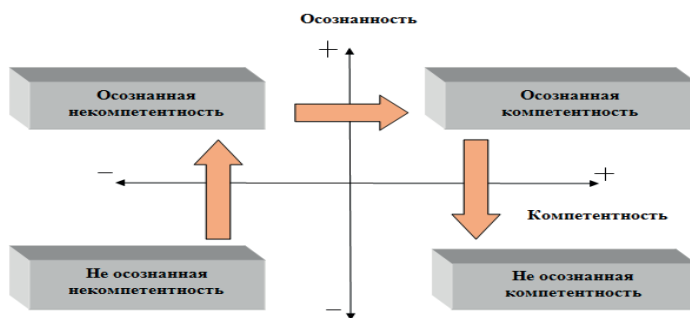 Осознанность
+
Осознанная
некомпетентность
Осознанная
компетентность
−
+
Компетентность
Не осознанная
некомпетентность
Не осознанная
компетентность
−